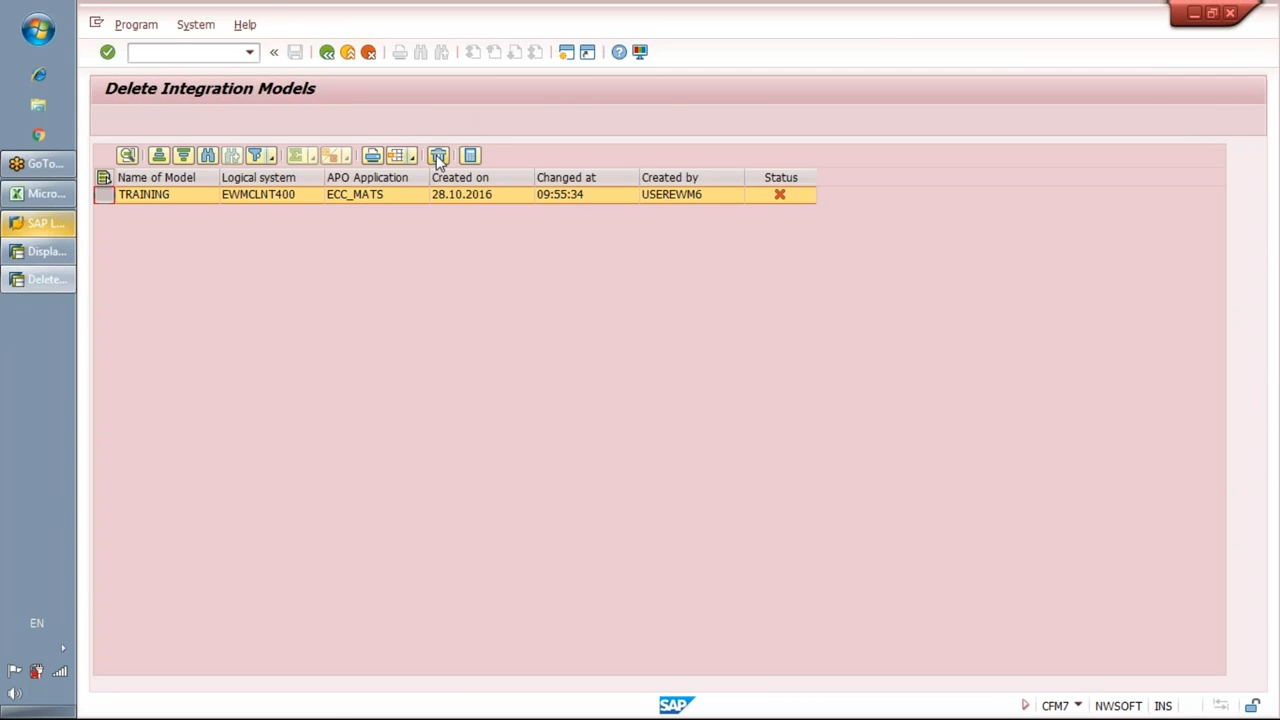 Program System Help
Delete Integration Models
Name of Model Logical system APO Application Created on Changed at Created by Status
TRAINING EWMCLNT400 ECC_MATS 28.10.2016 09:55:34 USEREWM6
GoTo...
Micro...
SAP L...
Displa...
Delete...
EN
SAP CFM7 NWSOFT INS